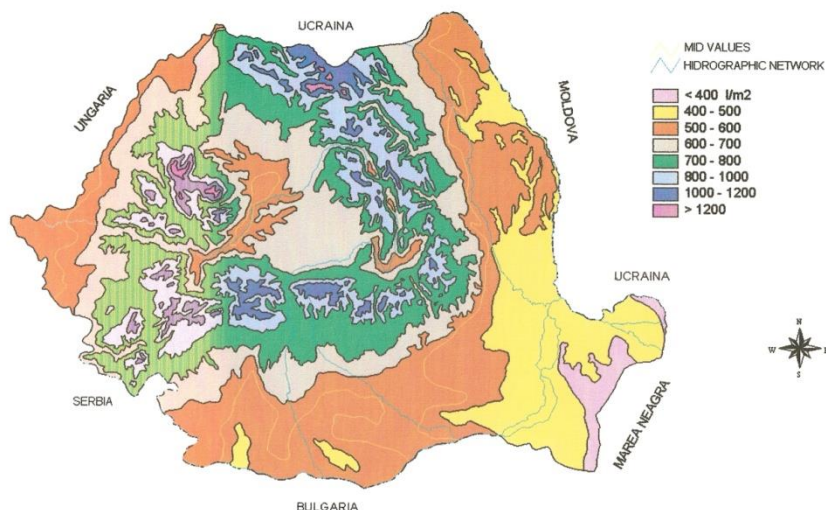 UCRAINA
UNGARIA
MOLDOVA
UCRAINA
MAREA NEAGRA
SERBIA
BULGARIA
MID VALUES
HIDROGRAPHIC NETWORK
< 400 l/m2
400 - 500
500 - 600
600 - 700
700 - 800
800 - 1000
1000 - 1200
> 1200
N
W
E
S